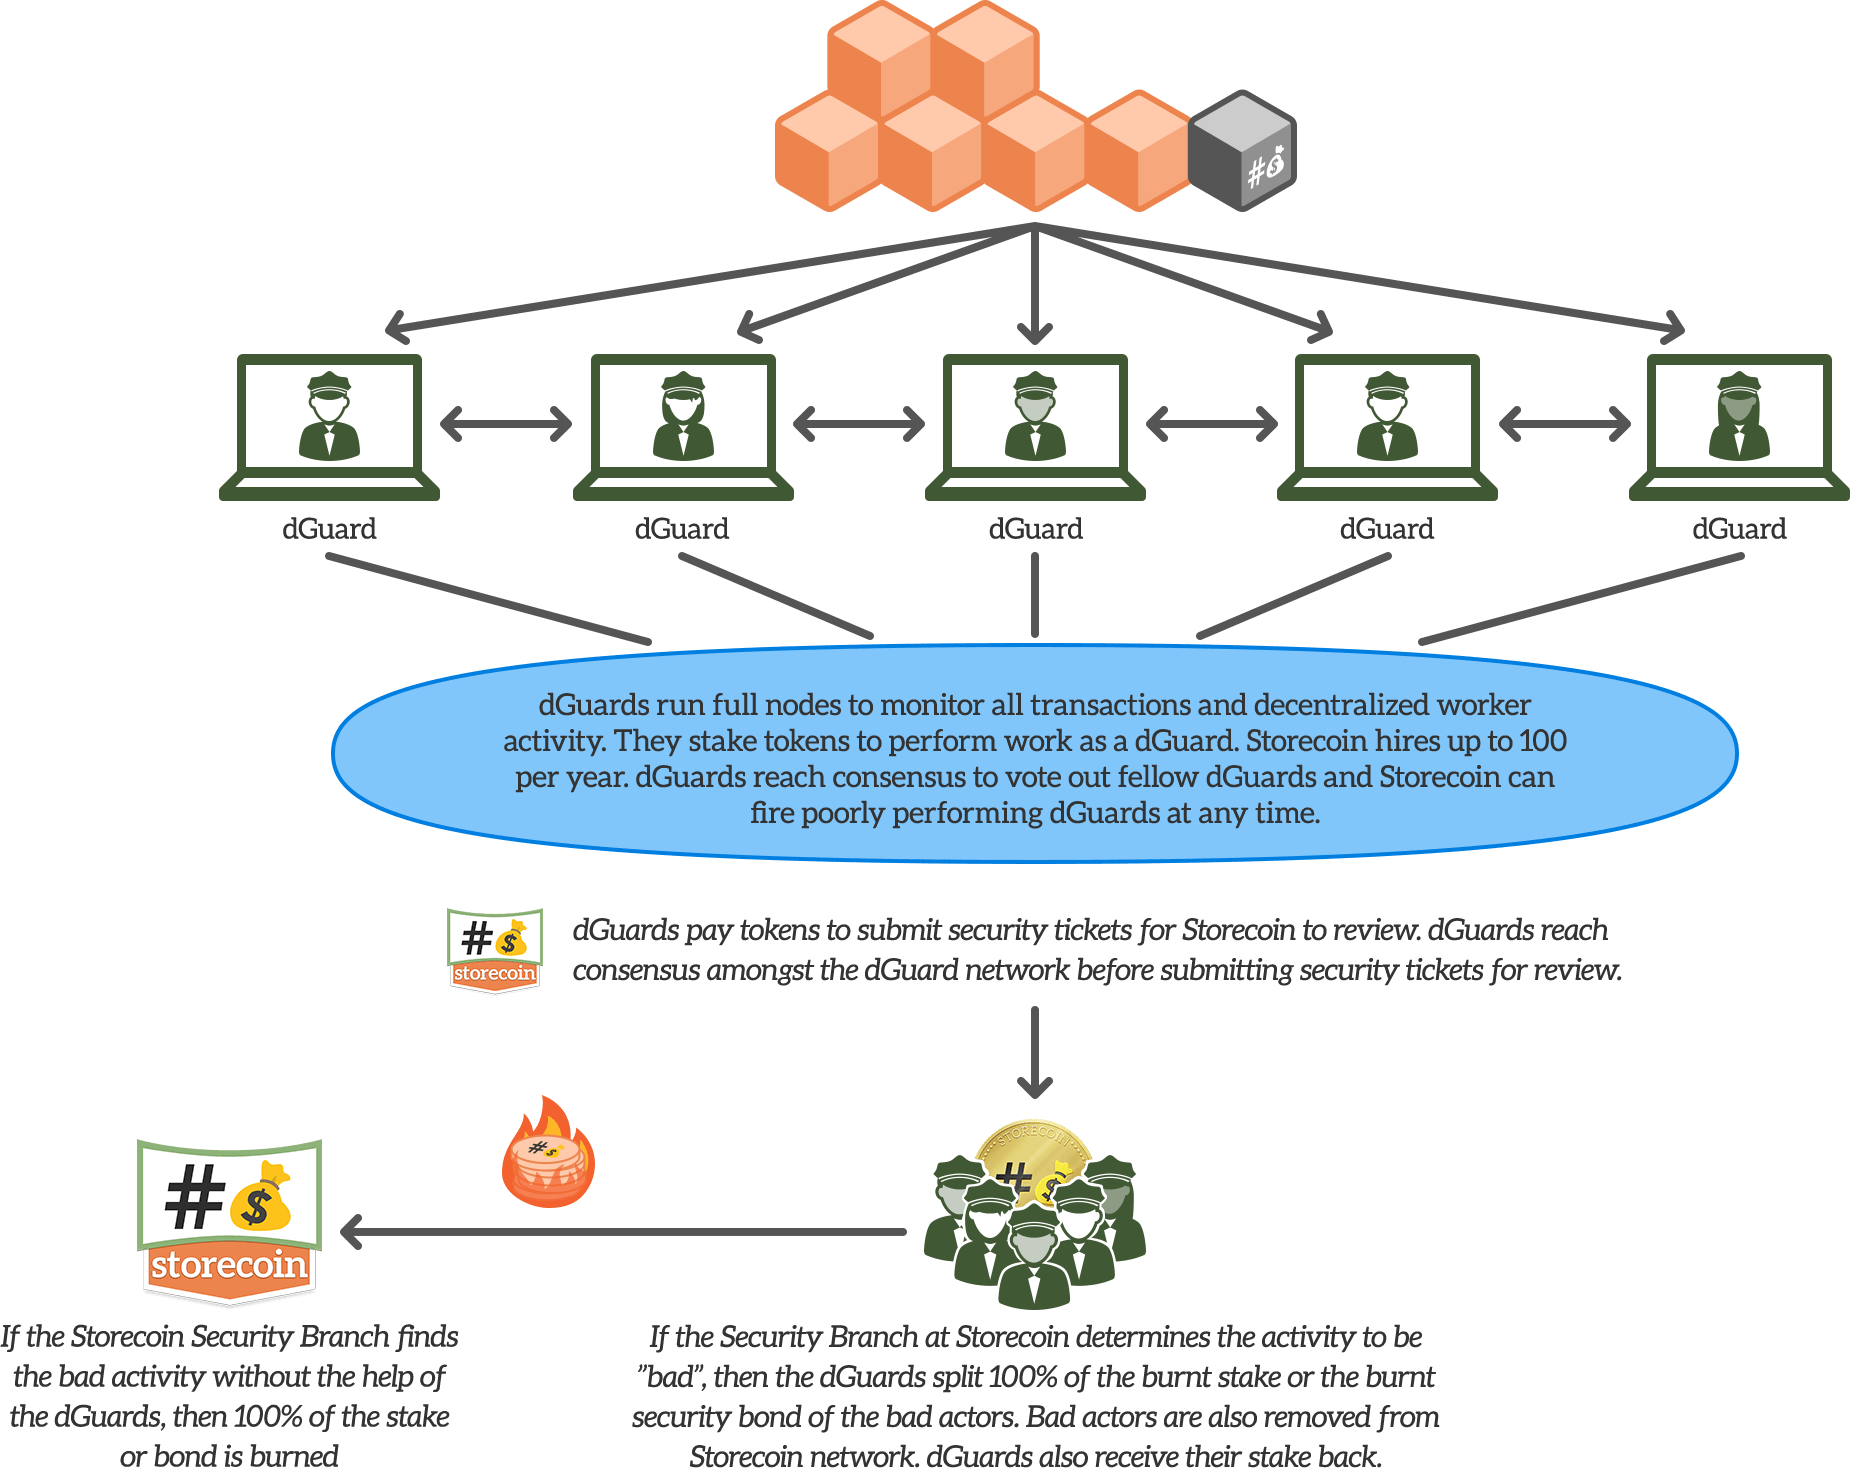 #💰
dGuard
dGuard
dGuard
dGuard
dGuard
dGuards run full nodes to monitor all transactions and decentralized worker
activity. They stake tokens to perform work as a dGuard. Storecoin hires up to 100
per year. dGuards reach consensus to vote out fellow dGuards and Storecoin can
fire poorly performing dGuards at any time.
#$
storecoin
dGuards pay tokens to submit security tickets for Storecoin to review. dGuards reach
consensus amongst the dGuard network before submitting security tickets for review.
#$
STORECOIN
#$
#$
storecoin
If the Storecoin Security Branch finds
the bad activity without the help of
the dGuards, then 100% of the stake
or bond is burned
If the Security Branch at Storecoin determines the activity to be
”bad”, then the dGuards split 100% of the burnt stake or the burnt
security bond of the bad actors. Bad actors are also removed from
Storecoin network. dGuards also receive their stake back.